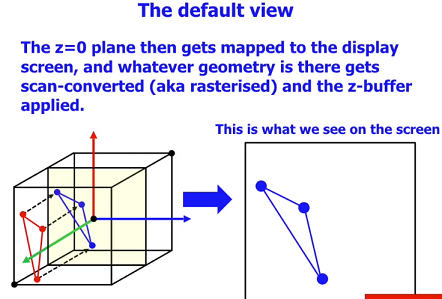 The default view
The z=0 plane then gets mapped to the display
screen, and whatever geometry is there gets
scan-converted (aka rasterised) and the z-buffer
applied.
This is what we see on the screen